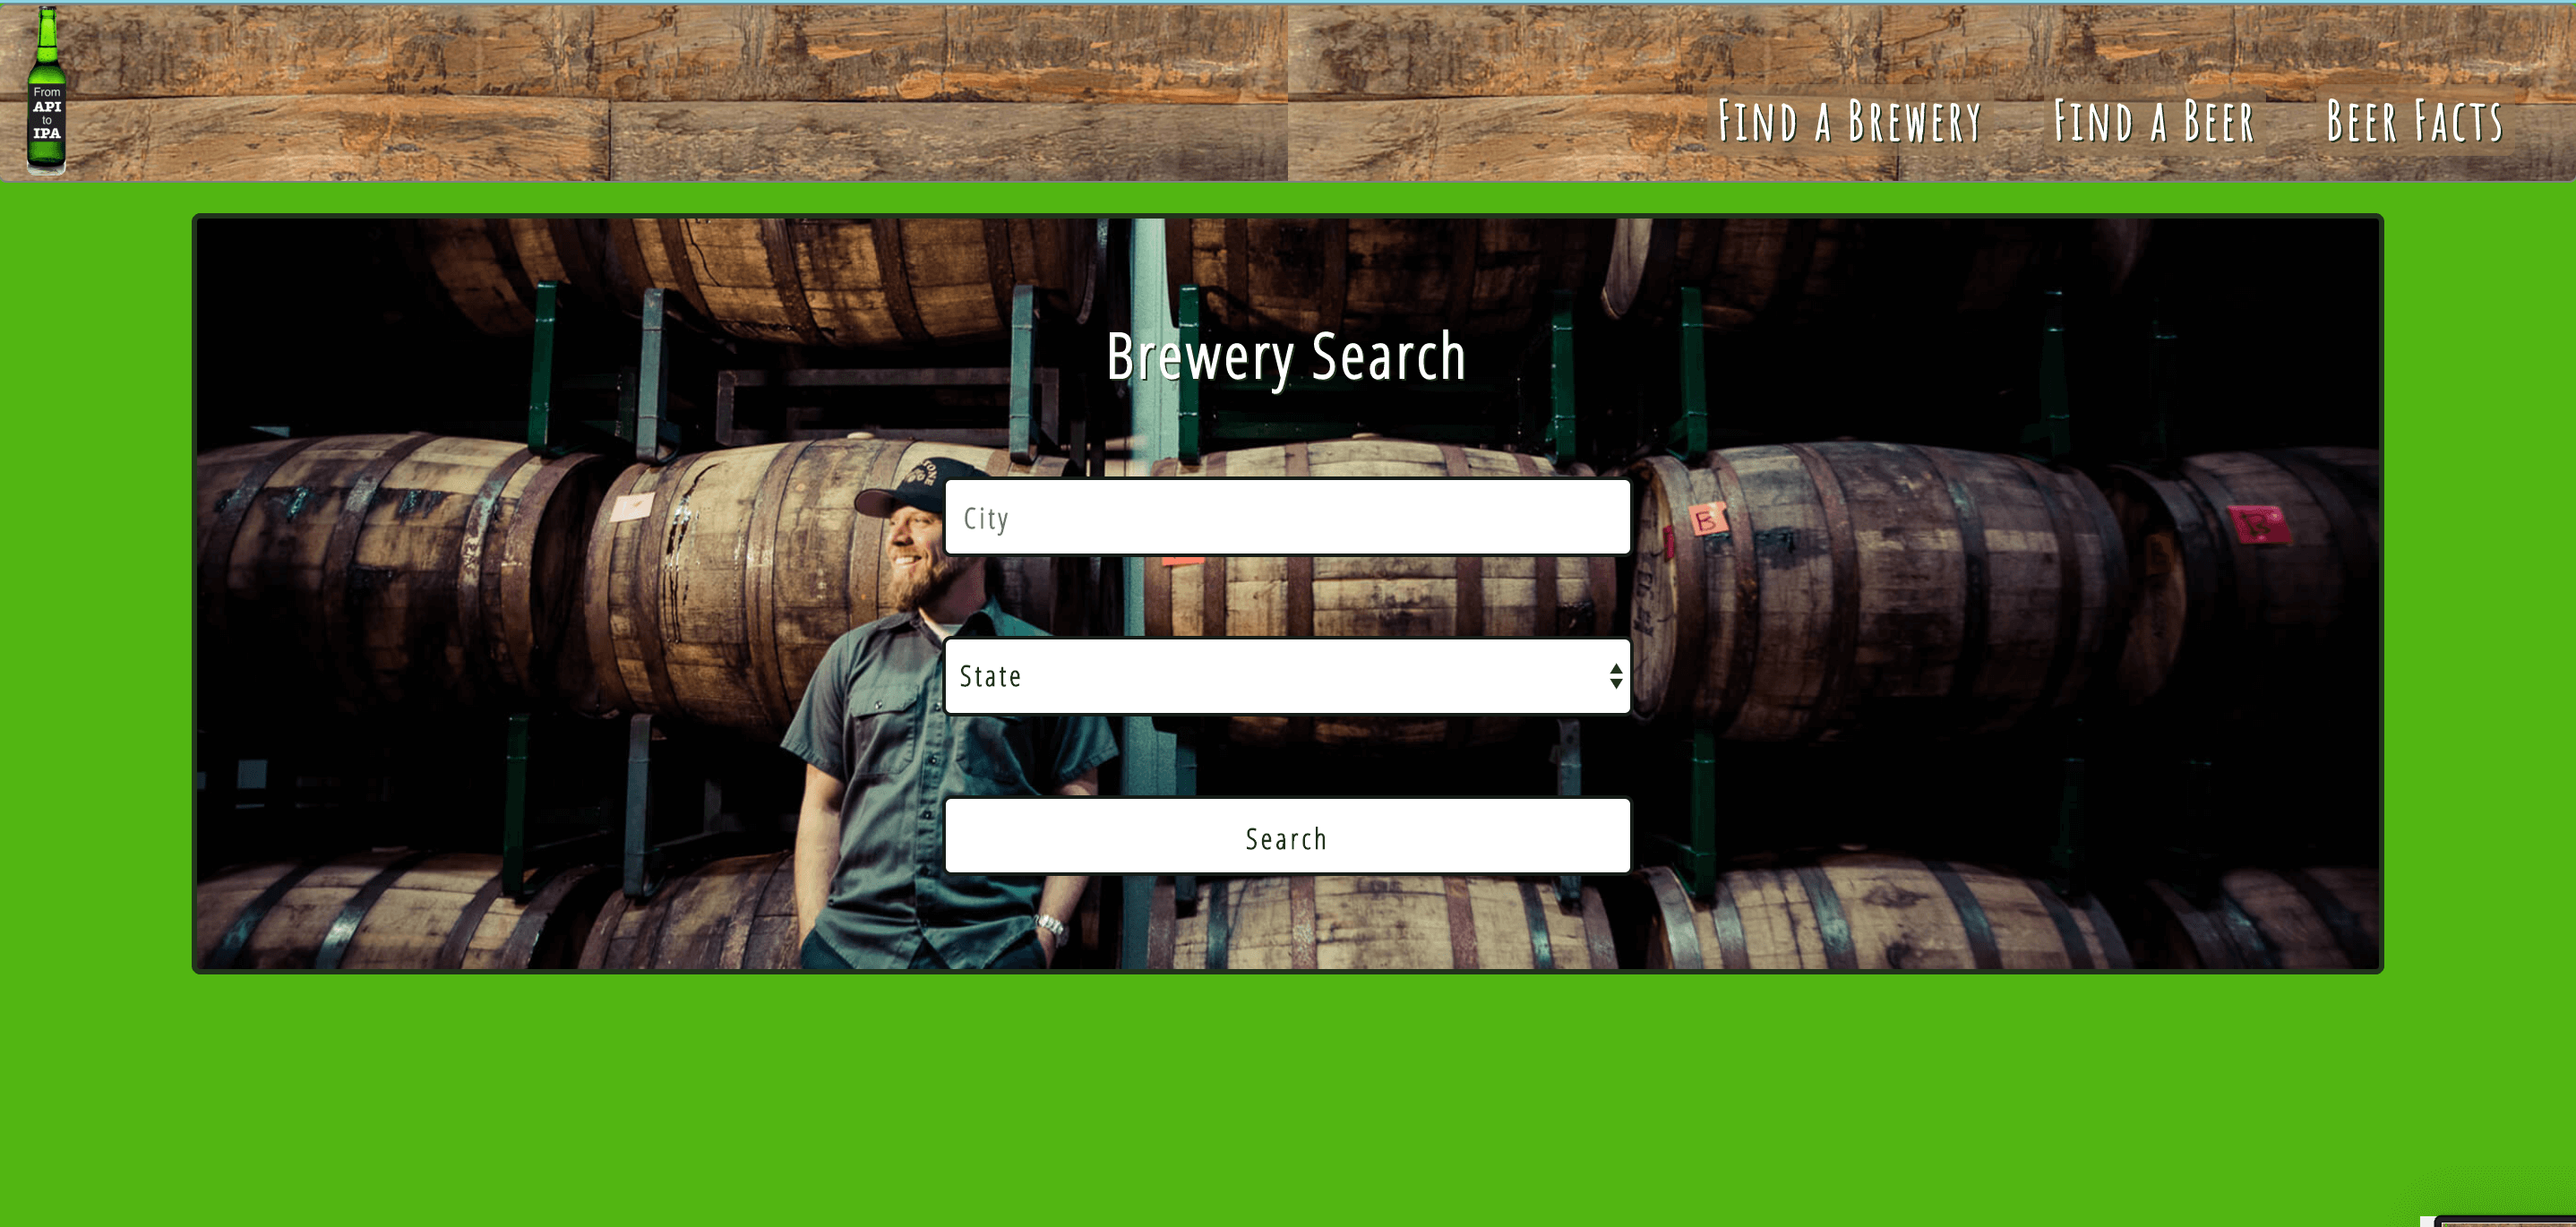 From
API
to
IPA
Find a Brewery Find a Beer Beer Facts
Brewery Search
City
State
Search
B
B